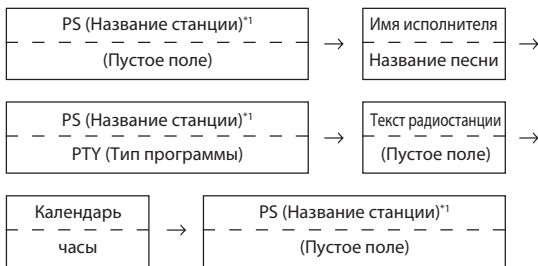 PS (Название станции)*1
(Пустое поле)
Имя исполнителя
Название песни
PS (Название станции)*1
PTY (Тип программы)
Текст радиостанции
(Пустое поле)
Календарь
часы
PS (Название станции)*1
(Пустое поле)